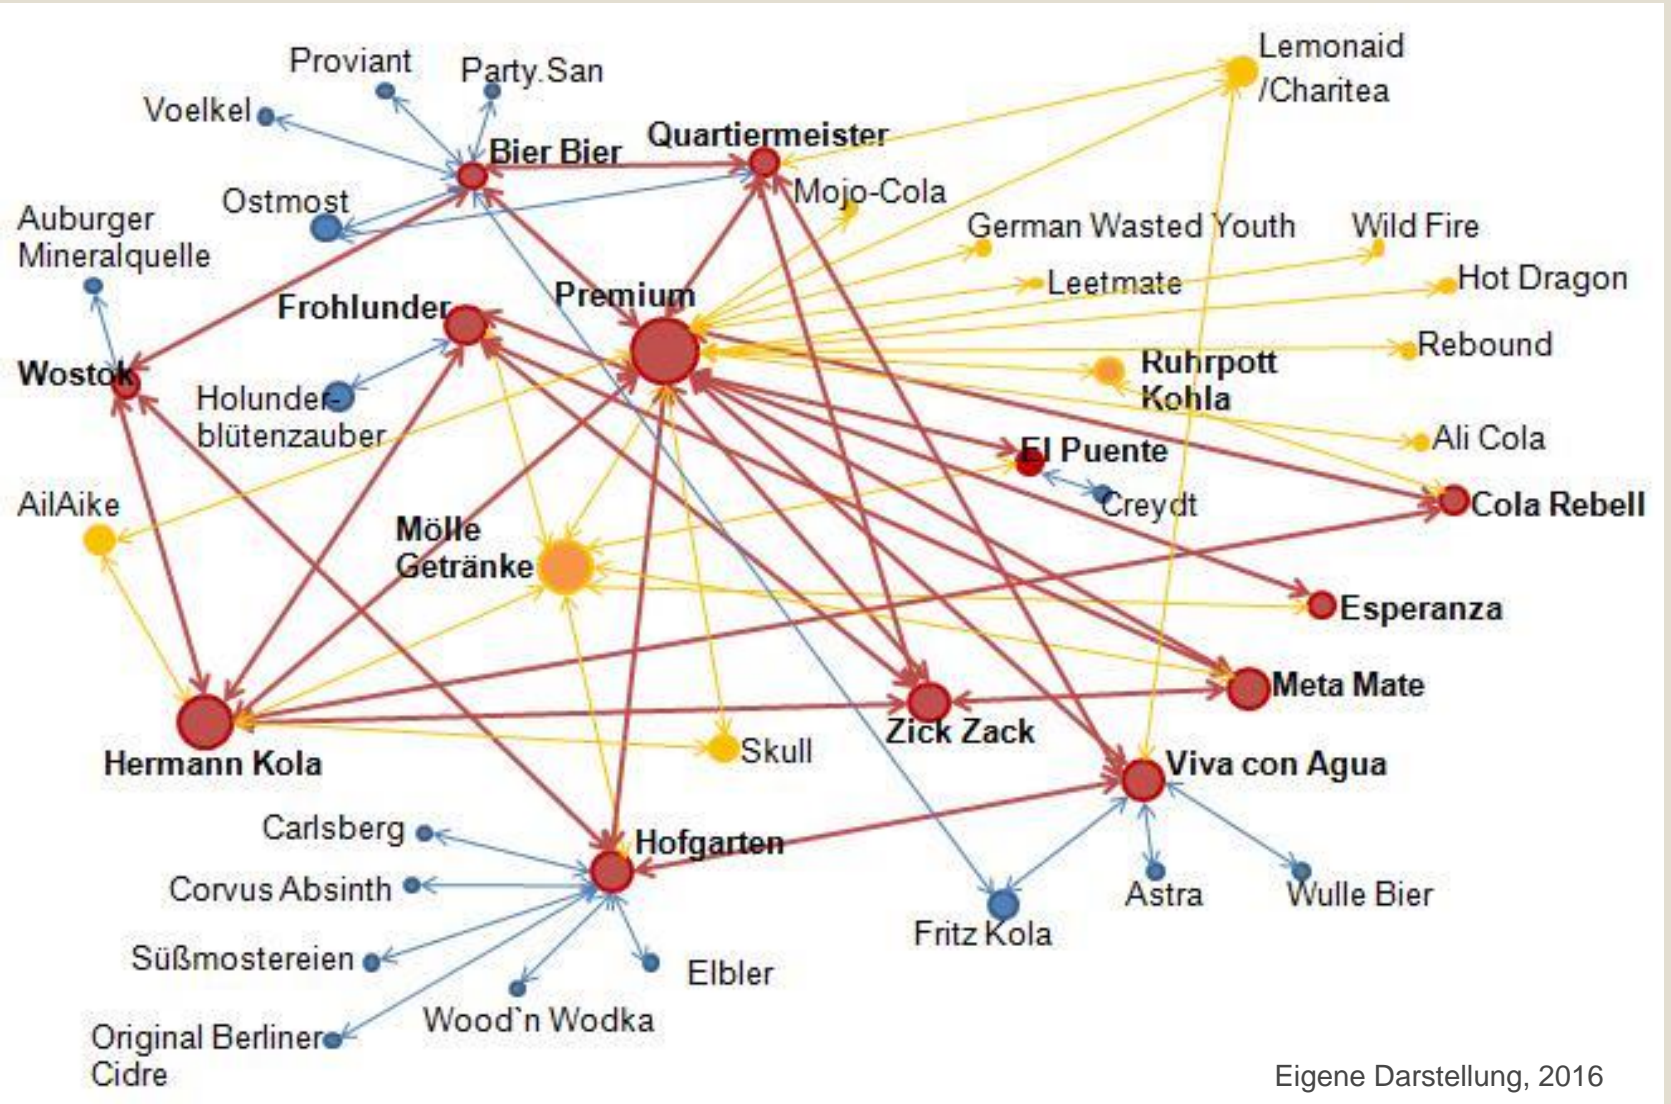 Proviant
Party.San
Lemonaid
/Charitea
Voelkel
Bier Bier
Quartiermeister
Ostmost
Mojo-Cola
Auburger
Mineralquelle
German Wasted Youth
Wild Fire
Leetmate
Hot Dragon
Frohlunder
Premium
Rebound
Wostok
Ruhrpott
Kohla
Holunder-
blütenzauber
El Puente
Ali Cola
AilAike
Creydt
Cola Rebell
Mölle
Getränke
Esperanza
Meta Mate
Zick Zack
Skull
Hermann Kola
Viva con Agua
Carlsberg
Hofgarten
Corvus Absinth
Astra
Wulle Bier
Fritz Kola
Süßmostereien
Elbler
Wood`n Wodka
Original Berliner
Cidre
Eigene Darstellung, 2016